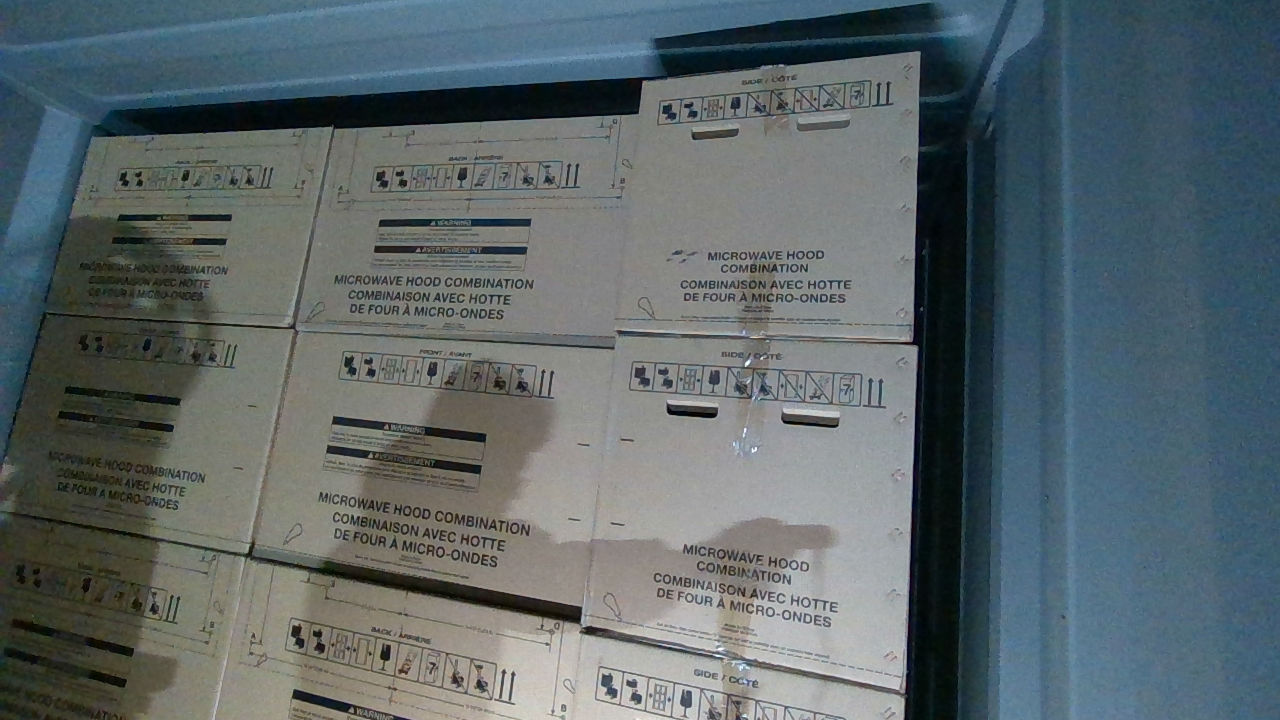 SIDE / CÔTÉ
MICROWAVE HOOD
COMBINATION
COMBINAISON AVEC HOTTE
DE FOUR À MICRO-ONDES
BACK / ARRIÈRE
WARNING
AVERTISSEMENT
MICROWAVE HOOD COMBINATION
COMBINAISON AVEC HOTTE
DE FOUR À MICRO-ONDES
MICROWAVE HOOD COMBINATION
COMBINAISON AVEC HOTTE
DE FOUR À MICRO-ONDES
MICROWAVE HOOD COMBINATION
COMBINAISON AVEC HOTTE
DE FOUR À MICRO-ONDES
FRONT / AVANT
WARNING
AVERTISSEMENT
MICROWAVE HOOD COMBINATION
COMBINAISON AVEC HOTTE
DE FOUR À MICRO-ONDES
SIDE / CÔTÉ
MICROWAVE HOOD
COMBINATION
COMBINAISON AVEC HOTTE
DE FOUR À MICRO-ONDES
MICROWAVE HOOD COMBINATION
BACK / ARRIÈRE
WARNING
SIDE / CÔTÉ